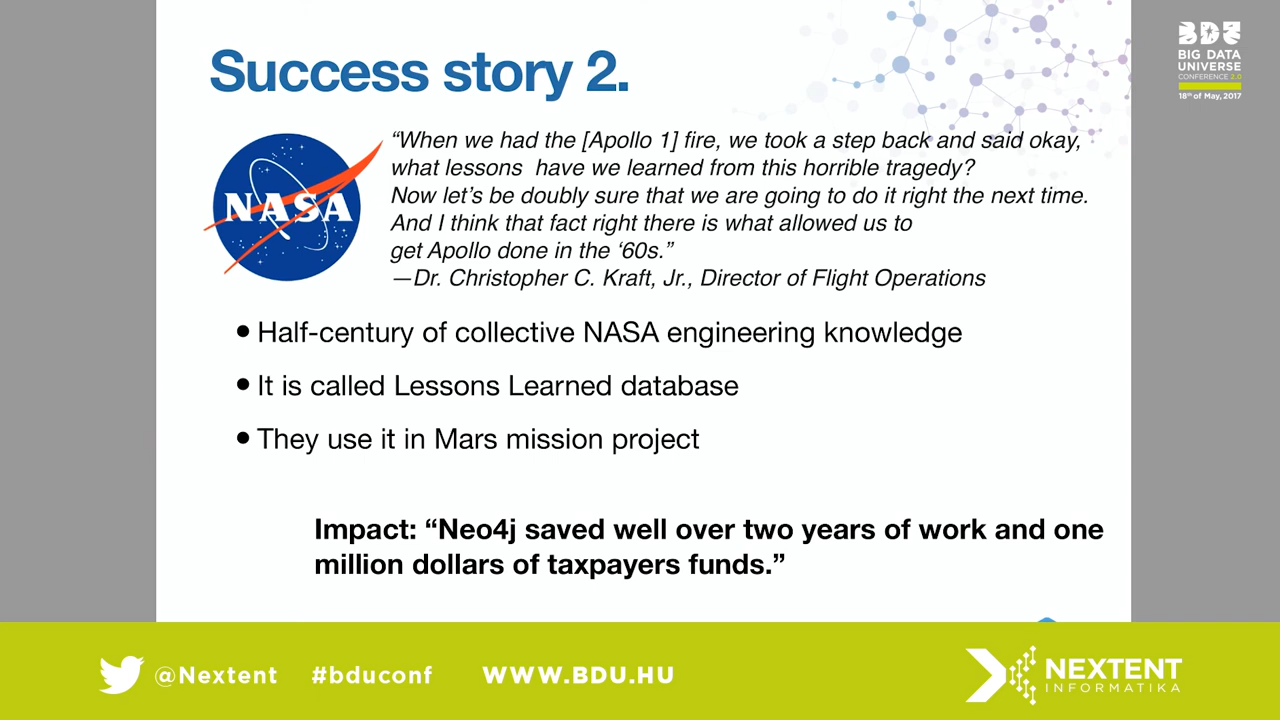 Success story 2.
BDU
BIG DATA
UNIVERSE
CONFERENCE 2.0
18th of May, 2017
NASA
“When we had the [Apollo 1] fire, we took a step back and said okay,
what lessons have we learned from this horrible tragedy?
Now let’s be doubly sure that we are going to do it right the next time.
And I think that fact right there is what allowed us to
get Apollo done in the ‘60s.”
—Dr. Christopher C. Kraft, Jr., Director of Flight Operations
• Half-century of collective NASA engineering knowledge
• It is called Lessons Learned database
• They use it in Mars mission project
Impact: “Neo4j saved well over two years of work and one
million dollars of taxpayers funds.”
@Nextent #bduconf WWW.BDU.HU
NEXTENT
INFORMATIKA